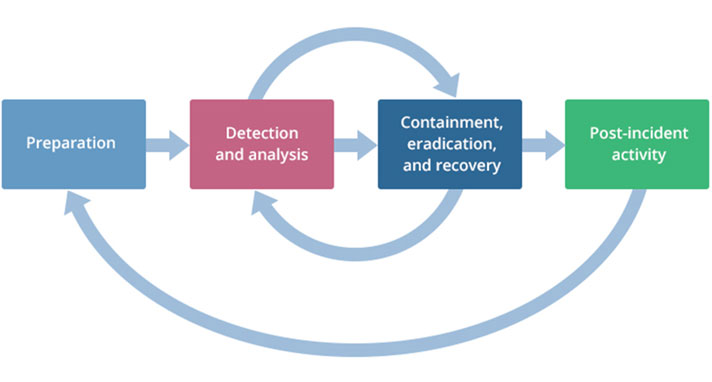 Preparation
Detection
and analysis
Containment,
eradication,
and recovery
Post-incident
activity